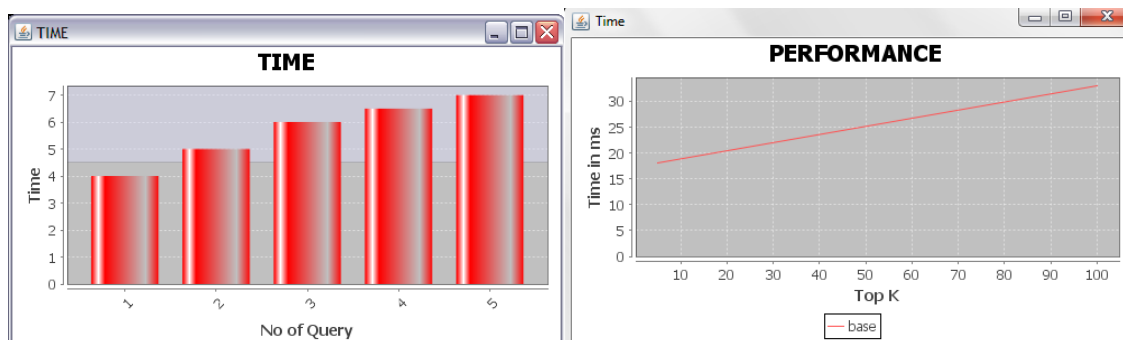 TIME
TIME
7
6
5
4
3
2
1
0
Time
1 2 3 4 5
No of Query
Time
PERFORMANCE
30
25
20
15
10
5
0
Time in ms
10 20 30 40 50 60 70 80 90 100
Top K
base